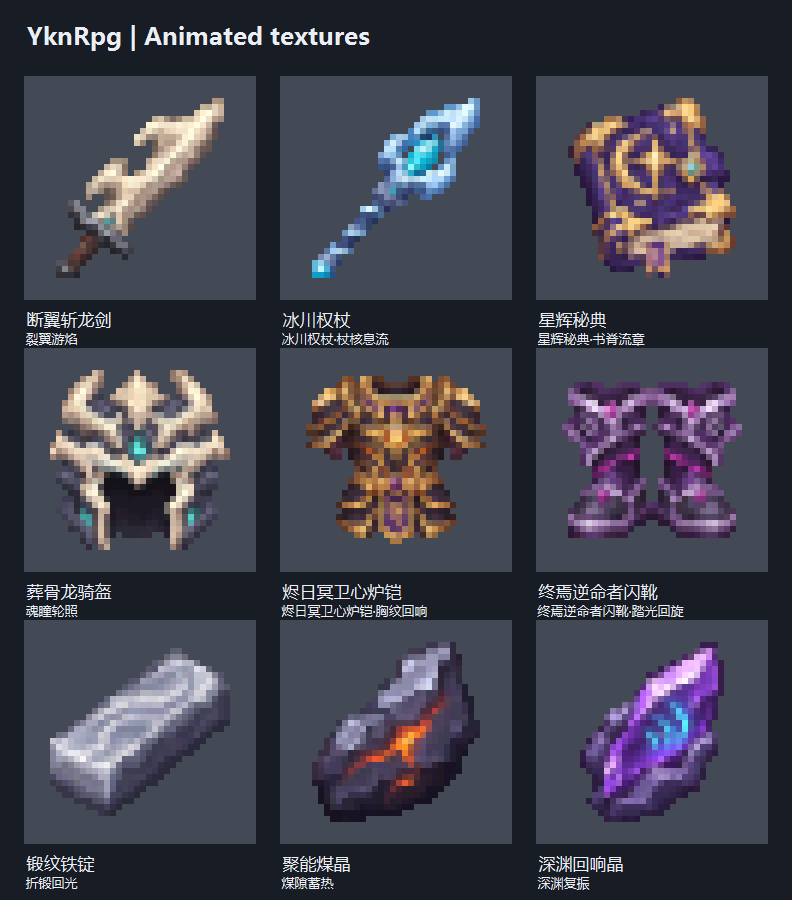 YknRpg | Animated textures
断翼斩龙剑
裂翼游焰
冰川权杖
冰川权杖·杖核息流
星辉秘典
星辉秘典·书脊流章
葬骨龙骑盔
魂瞳轮照
烬日冥卫心炉铠
烬日冥卫心炉铠·胸纹回响
终焉逆命者闪靴
终焉逆命者闪靴·踏光回旋
锻纹铁锭
折锻回光
聚能煤晶
煤隙蓄热
深渊回响晶
深渊复振